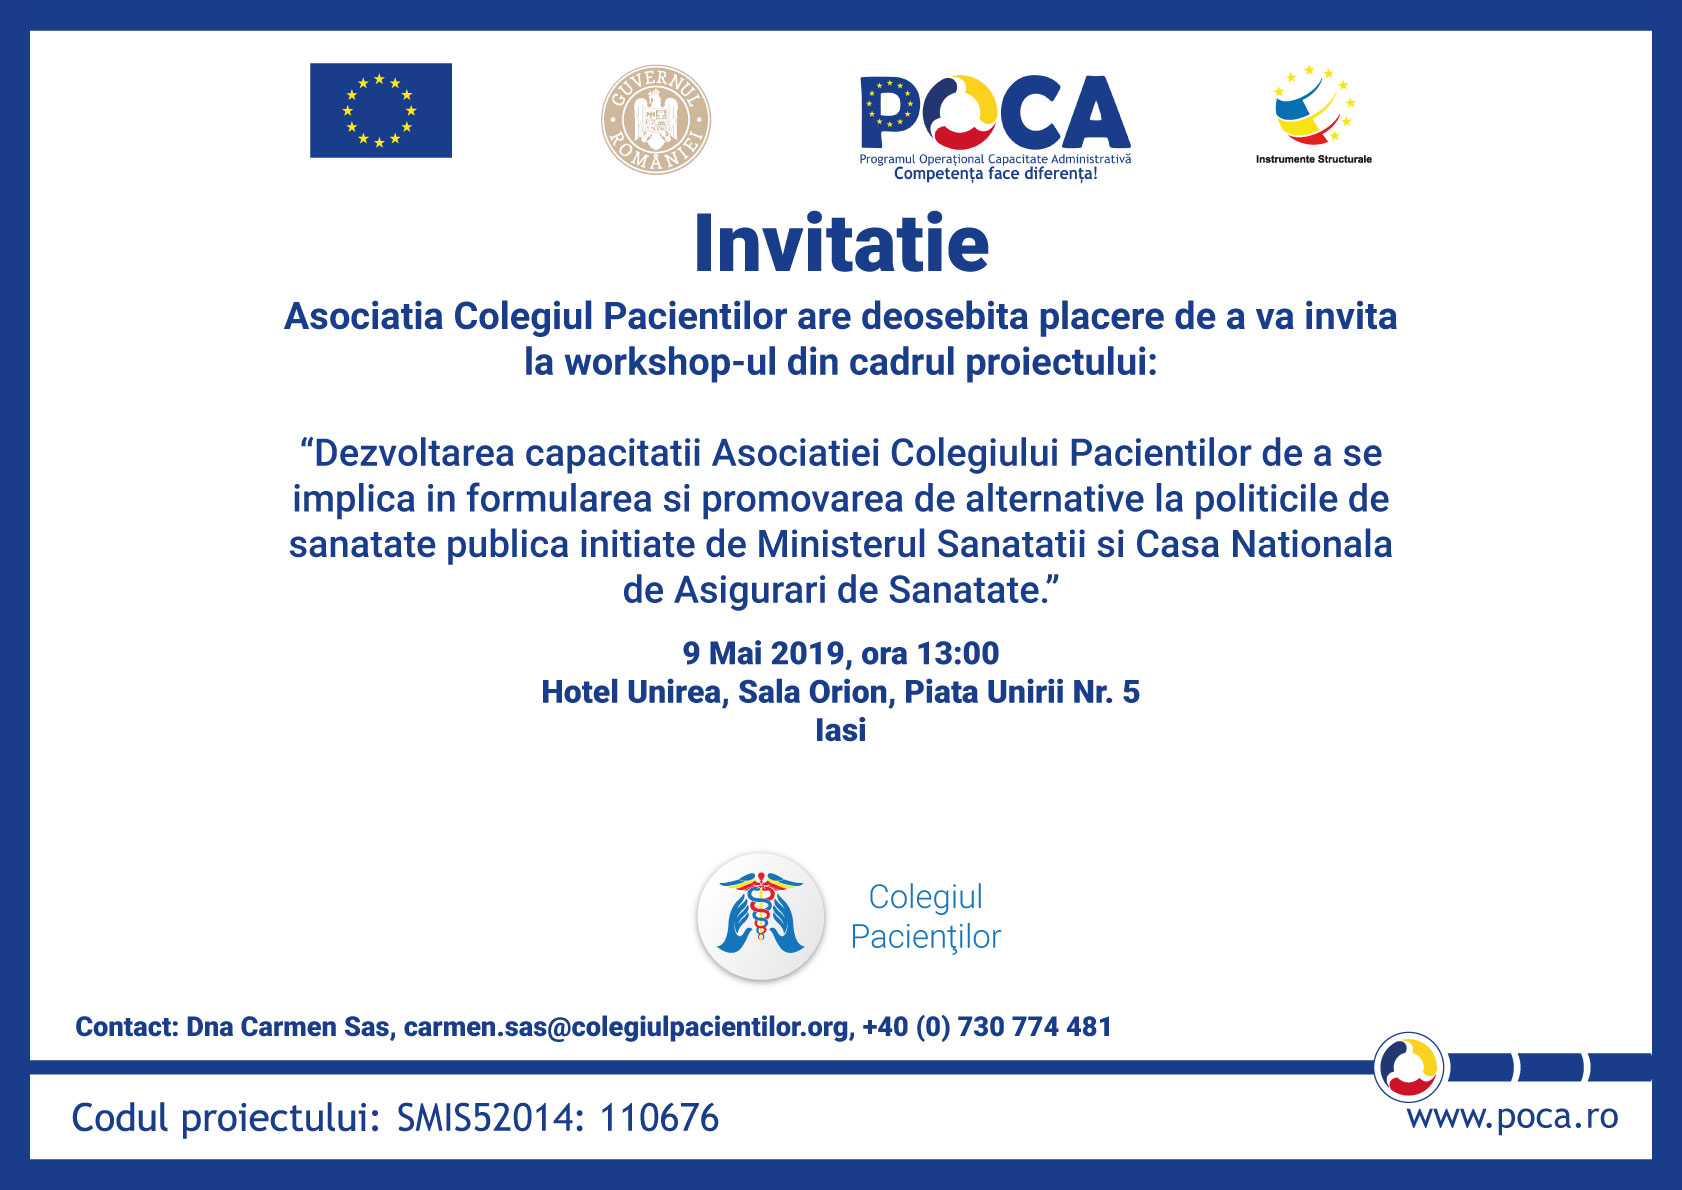 GUVERNUL ROMÂNIEI
POCA
Programul Operațional Capacitate Administrativă
Competența face diferența!
Instrumente Structurale
Invitatie
Asociatia Colegiul Pacientilor are deosebita placere de a va invita
la workshop-ul din cadrul proiectului:
“Dezvoltarea capacitatii Asociatiei Colegiului Pacientilor de a se
implica in formularea si promovarea de alternative la politicile de
sanatate publica initiate de Ministerul Sanatatii si Casa Nationala
de Asigurari de Sanatate.”
9 Mai 2019, ora 13:00
Hotel Unirea, Sala Orion, Piata Unirii Nr. 5
Iasi
Colegiul
Pacienţilor
Contact: Dna Carmen Sas, carmen.sas@colegiulpacientilor.org, +40 (0) 730 774 481
Codul proiectului: SMIS52014: 110676
www.poca.ro